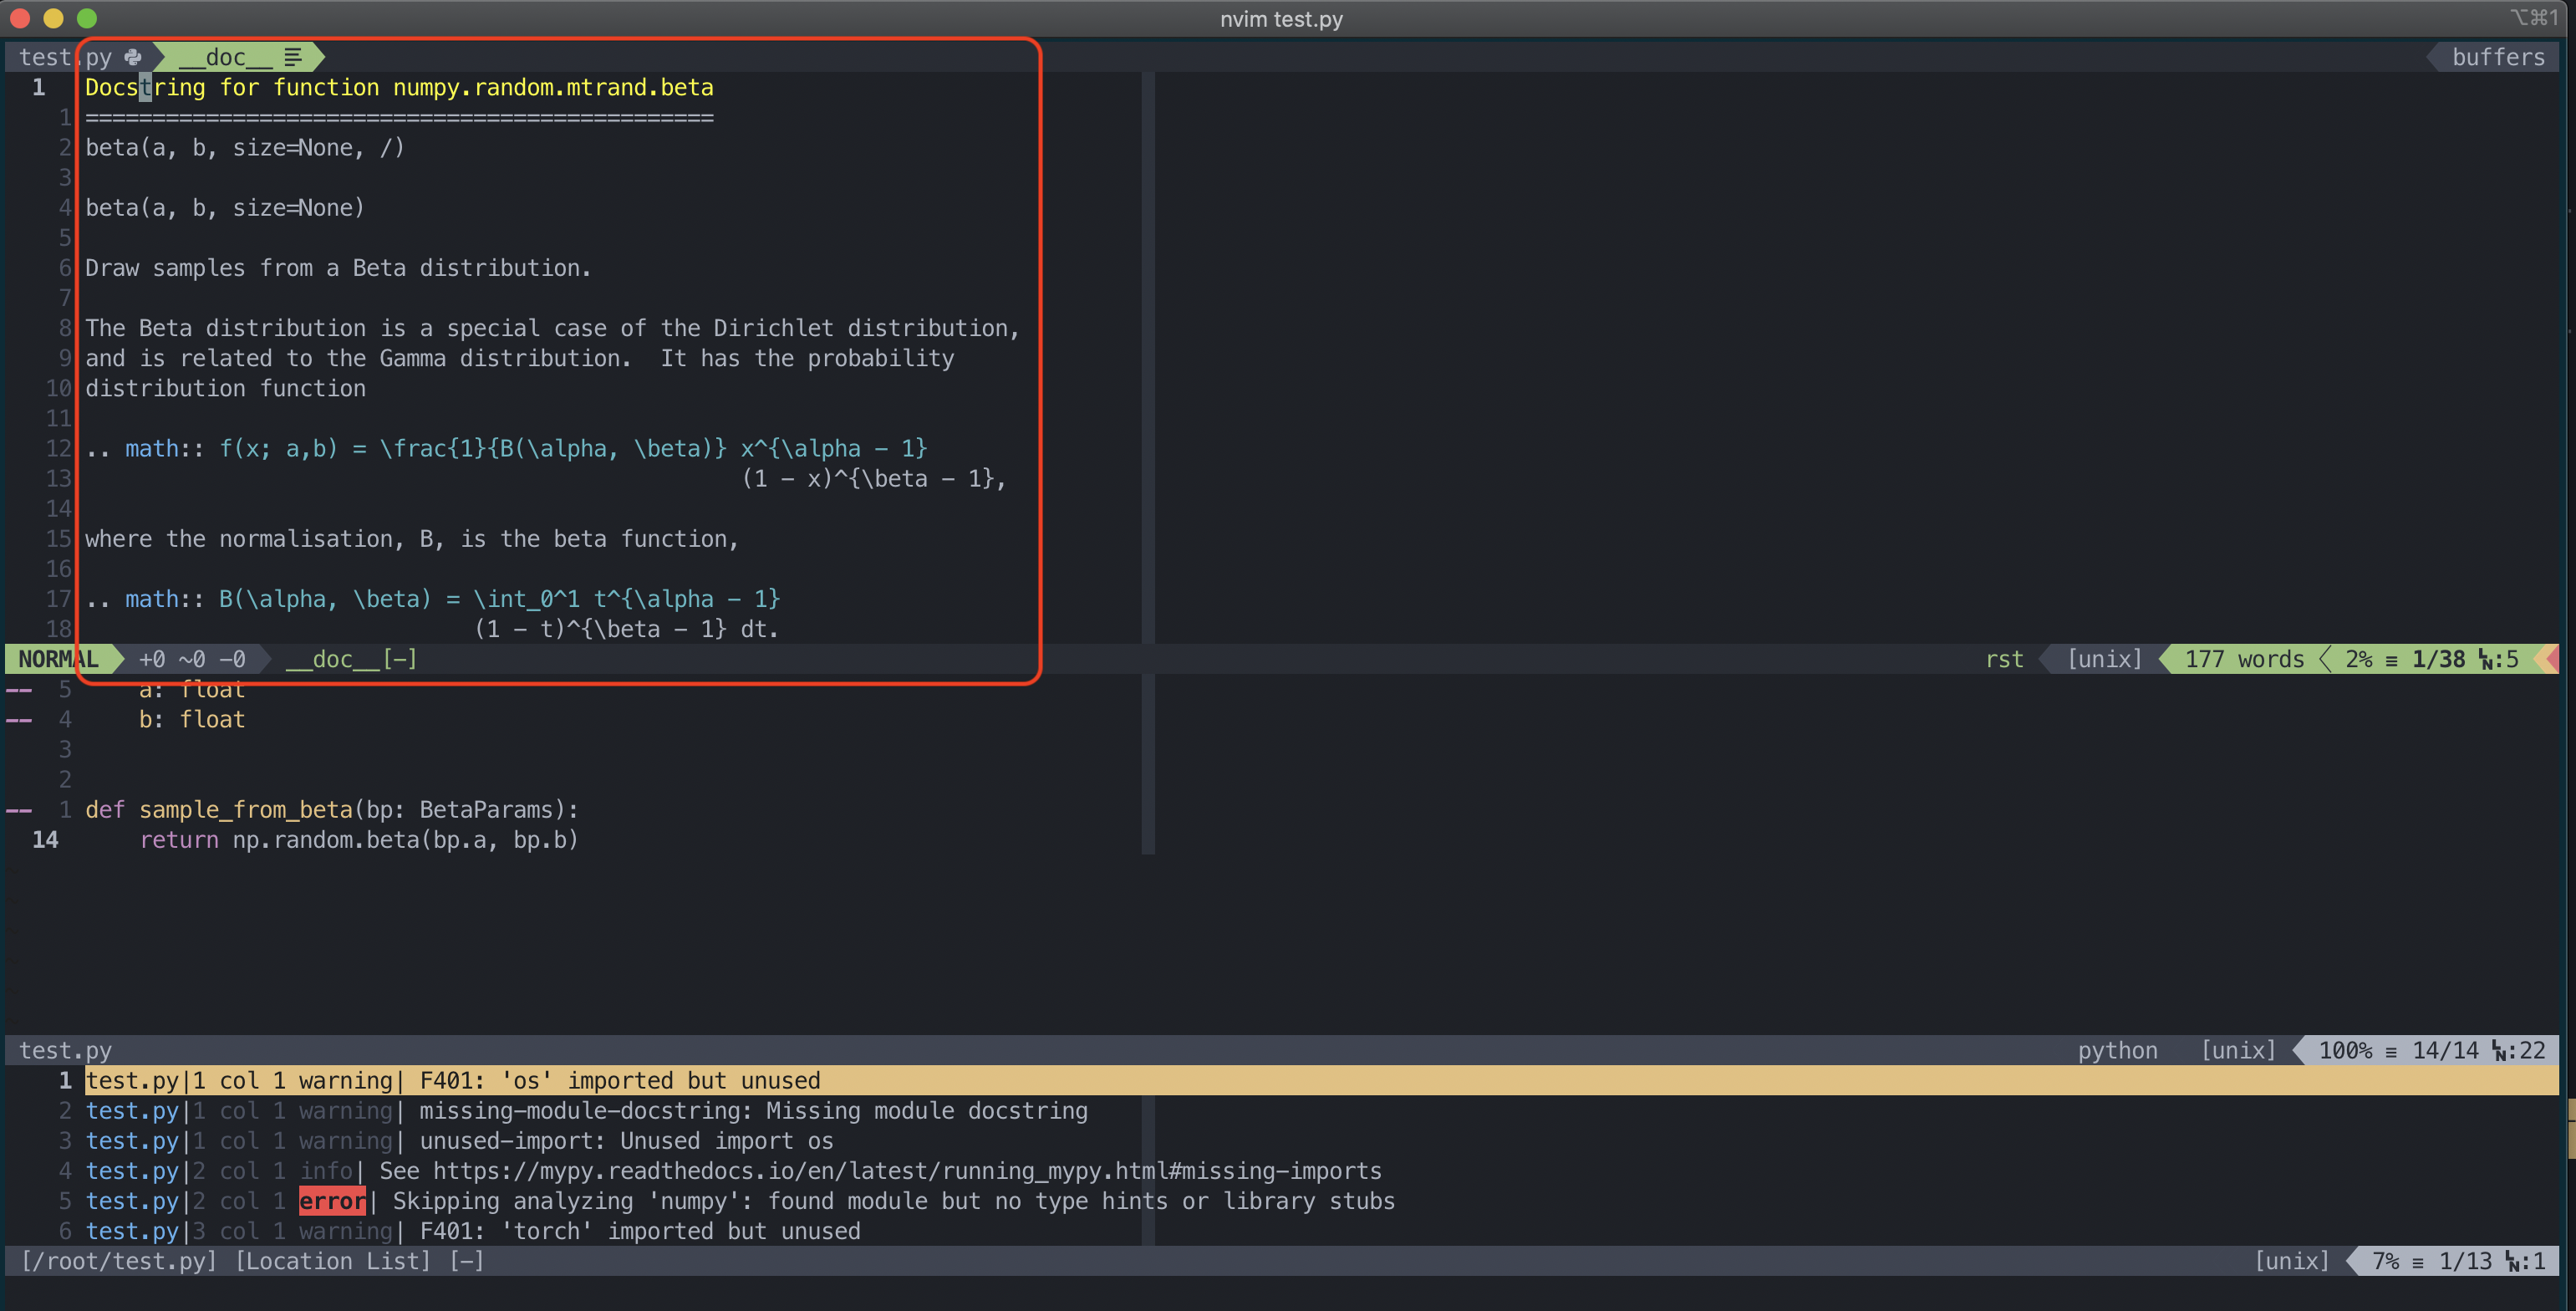 nvim test.py ⌥⌘1
test.py __doc__ buffers
1 Docstring for function numpy.random.mtrand.beta
1 ===============================================
2 beta(a, b, size=None, /)
3
4 beta(a, b, size=None)
5
6 Draw samples from a Beta distribution.
7
8 The Beta distribution is a special case of the Dirichlet distribution,
9 and is related to the Gamma distribution.  It has the probability
10 distribution function
11
12 .. math:: f(x; a,b) = \frac{1}{B(\alpha, \beta)} x^{\alpha - 1}
13 (1 - x)^{\beta - 1},
14
15 where the normalisation, B, is the beta function,
16
17 .. math:: B(\alpha, \beta) = \int_0^1 t^{\alpha - 1}
18 (1 - t)^{\beta - 1} dt.
NORMAL +0 ~0 -0 __doc__[-] rst [unix] 177 words 2% ≡ 1/38 ␤:5
-- 5 a: float
-- 4 b: float
3
2
-- 1 def sample_from_beta(bp: BetaParams):
14 return np.random.beta(bp.a, bp.b)
test.py python [unix] 100% ≡ 14/14 ␤:22
1 test.py|1 col 1 warning| F401: 'os' imported but unused
2 test.py|1 col 1 warning| missing-module-docstring: Missing module docstring
3 test.py|1 col 1 warning| unused-import: Unused import os
4 test.py|2 col 1 info| See https://mypy.readthedocs.io/en/latest/running_mypy.html#missing-imports
5 test.py|2 col 1 error| Skipping analyzing 'numpy': found module but no type hints or library stubs
6 test.py|3 col 1 warning| F401: 'torch' imported but unused
[/root/test.py] [Location List] [-] [unix] 7% ≡ 1/13 ␤:1